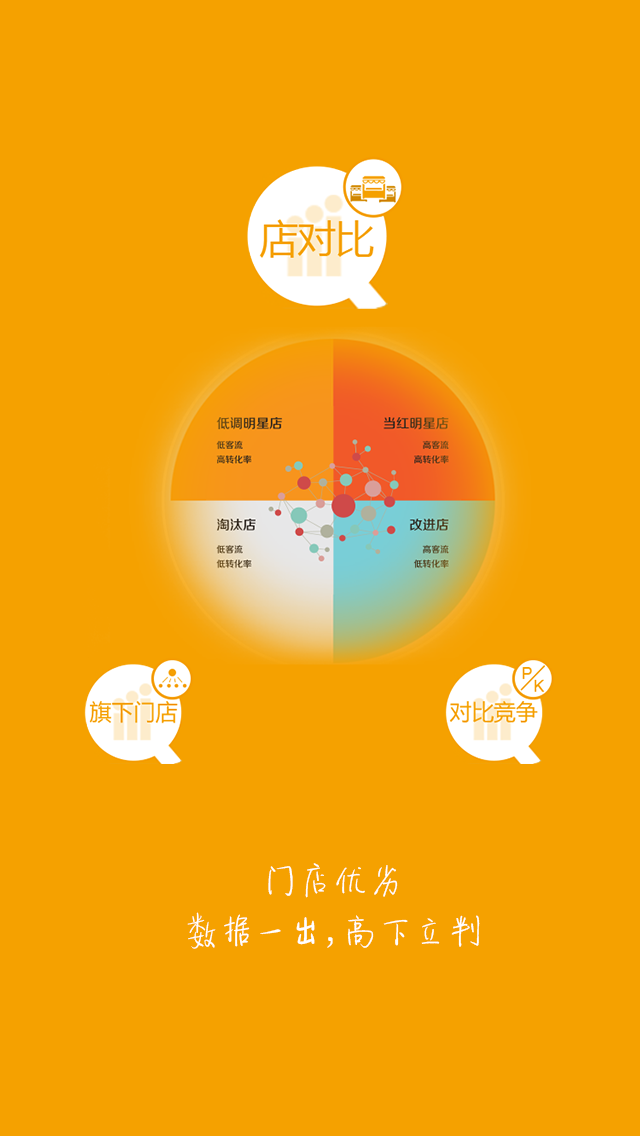 店对比
低调明星店
低客流
高转化率
当红明星店
高客流
高转化率
淘汰店
低客流
低转化率
改进店
高客流
低转化率
旗下门店
P/K
对比竞争
门店优劣
数据一出,高下立判